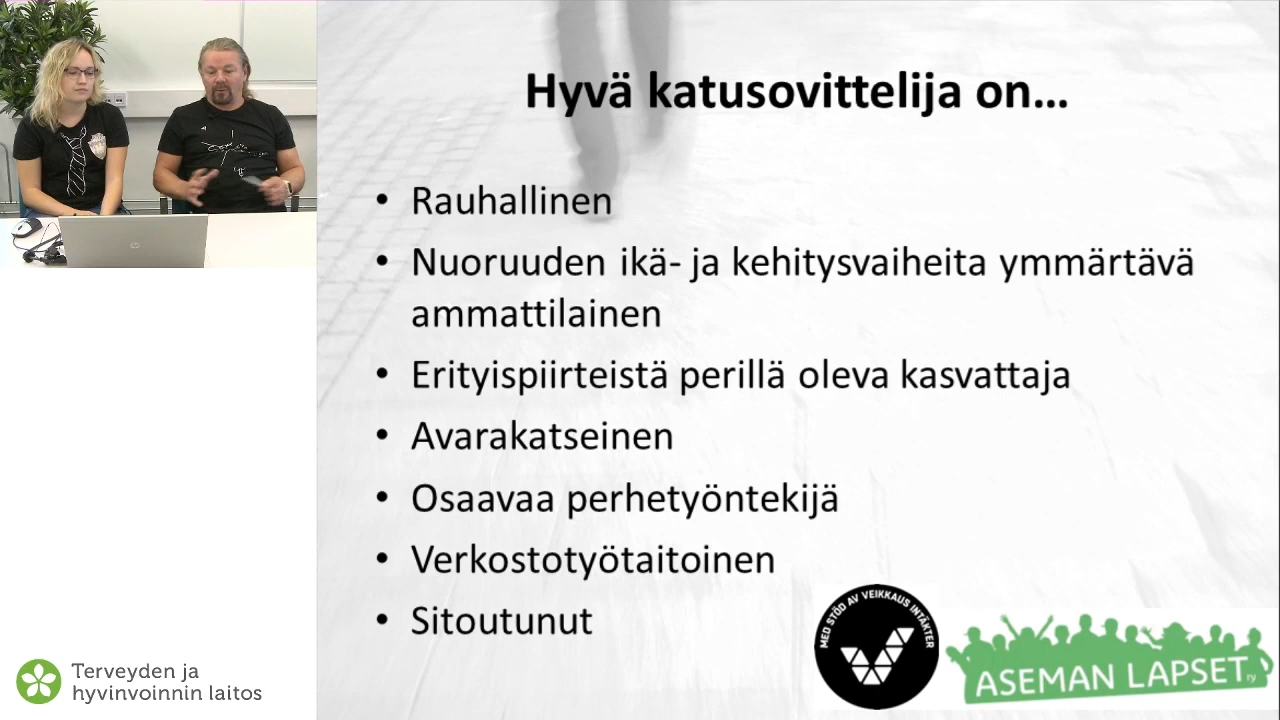 Hyvä katusovittelija on...
• Rauhallinen
• Nuoruuden ikä- ja kehitysvaiheita ymmärtävä
ammattilainen
• Erityispiirteistä perillä oleva kasvattaja
• Avarakatseinen
• Osaavaa perhetyöntekijä
• Verkostotyötaitoinen
• Sitoutunut
MED STÖD AV VEIKKAUS INTÄKTER
ASEMAN LAPSET ry
Terveyden ja
hyvinvoinnin laitos